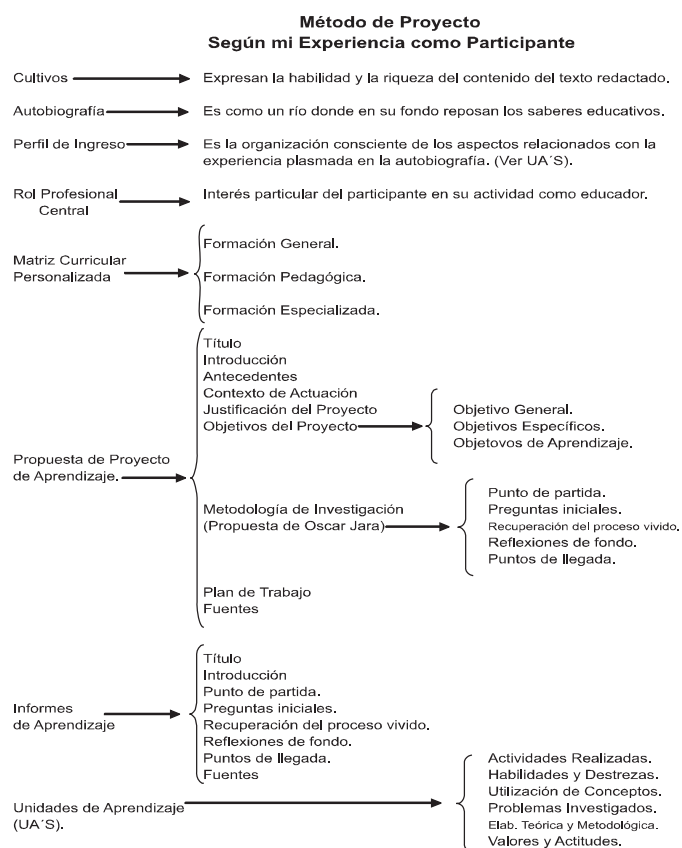 Método de Proyecto
Según mi Experiencia como Participante
Cultivos
Expresan la habilidad y la riqueza del contenido del texto redactado.
Autobiografía
Es como un río donde en su fondo reposan los saberes educativos.
Perfil de Ingreso
Es la organización consciente de los aspectos relacionados con la
experiencia plasmada en la autobiografía. (Ver UA´S).
Rol Profesional
Central
Interés particular del participante en su actividad como educador.
Matriz Curricular
Personalizada
Formación General.
Formación Pedagógica.
Formación Especializada.
Propuesta de Proyecto
de Aprendizaje.
Título
Introducción
Antecedentes
Contexto de Actuación
Justificación del Proyecto
Objetivos del Proyecto
Objetivo General.
Objetivos Específicos.
Objetovos de Aprendizaje.
Metodología de Investigación
(Propuesta de Oscar Jara)
Punto de partida.
Preguntas iniciales.
Recuperación del proceso vivido.
Reflexiones de fondo.
Puntos de llegada.
Plan de Trabajo
Fuentes
Informes
de Aprendizaje
Título
Introducción
Punto de partida.
Preguntas iniciales.
Recuperación del proceso vivido.
Reflexiones de fondo.
Puntos de llegada.
Fuentes
Unidades de Aprendizaje
(UA´S).
Actividades Realizadas.
Habilidades y Destrezas.
Utilización de Conceptos.
Problemas Investigados.
Elab. Teórica y Metodológica.
Valores y Actitudes.